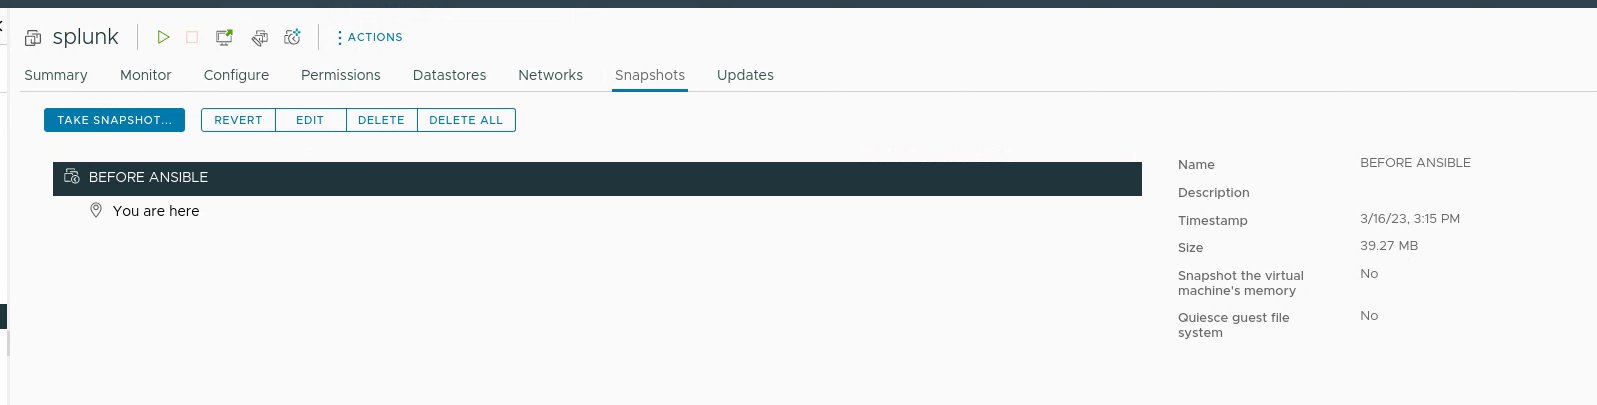 splunk
ACTIONS
Summary Monitor Configure Permissions Datastores Networks Snapshots Updates
TAKE SNAPSHOT... REVERT EDIT DELETE DELETE ALL
BEFORE ANSIBLE
You are here
Name BEFORE ANSIBLE
Description
Timestamp 3/16/23, 3:15 PM
Size 39.27 MB
Snapshot the virtual No
machine's memory
Quiesce guest file No
system